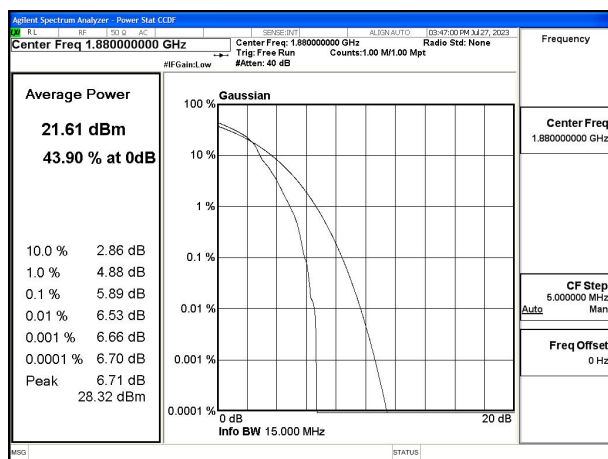 Agilent Spectrum Analyzer - Power Stat CCDF
RL RF 50 Ω AC SENSE:INT ALIGN AUTO 03:47:00 PM Jul 27, 2023
Center Freq 1.880000000 GHz
Center Freq: 1.880000000 GHz Radio Std: None
Trig: Free Run Counts:1.00 M/1.00 Mpt
#IFGain:Low #Atten: 40 dB
Frequency
Average Power
21.61 dBm
43.90 % at 0dB
10.0 % 2.86 dB
1.0 % 4.88 dB
0.1 % 5.89 dB
0.01 % 6.53 dB
0.001 % 6.66 dB
0.0001 % 6.70 dB
Peak 6.71 dB
28.32 dBm
Gaussian
100 %
10 %
1 %
0.1 %
0.01 %
0.001 %
0.0001 %
0 dB 20 dB
Info BW 15.000 MHz
Center Freq
1.880000000 GHz
CF Step
5.000000 MHz
Auto Man
Freq Offset
0 Hz
MSG STATUS